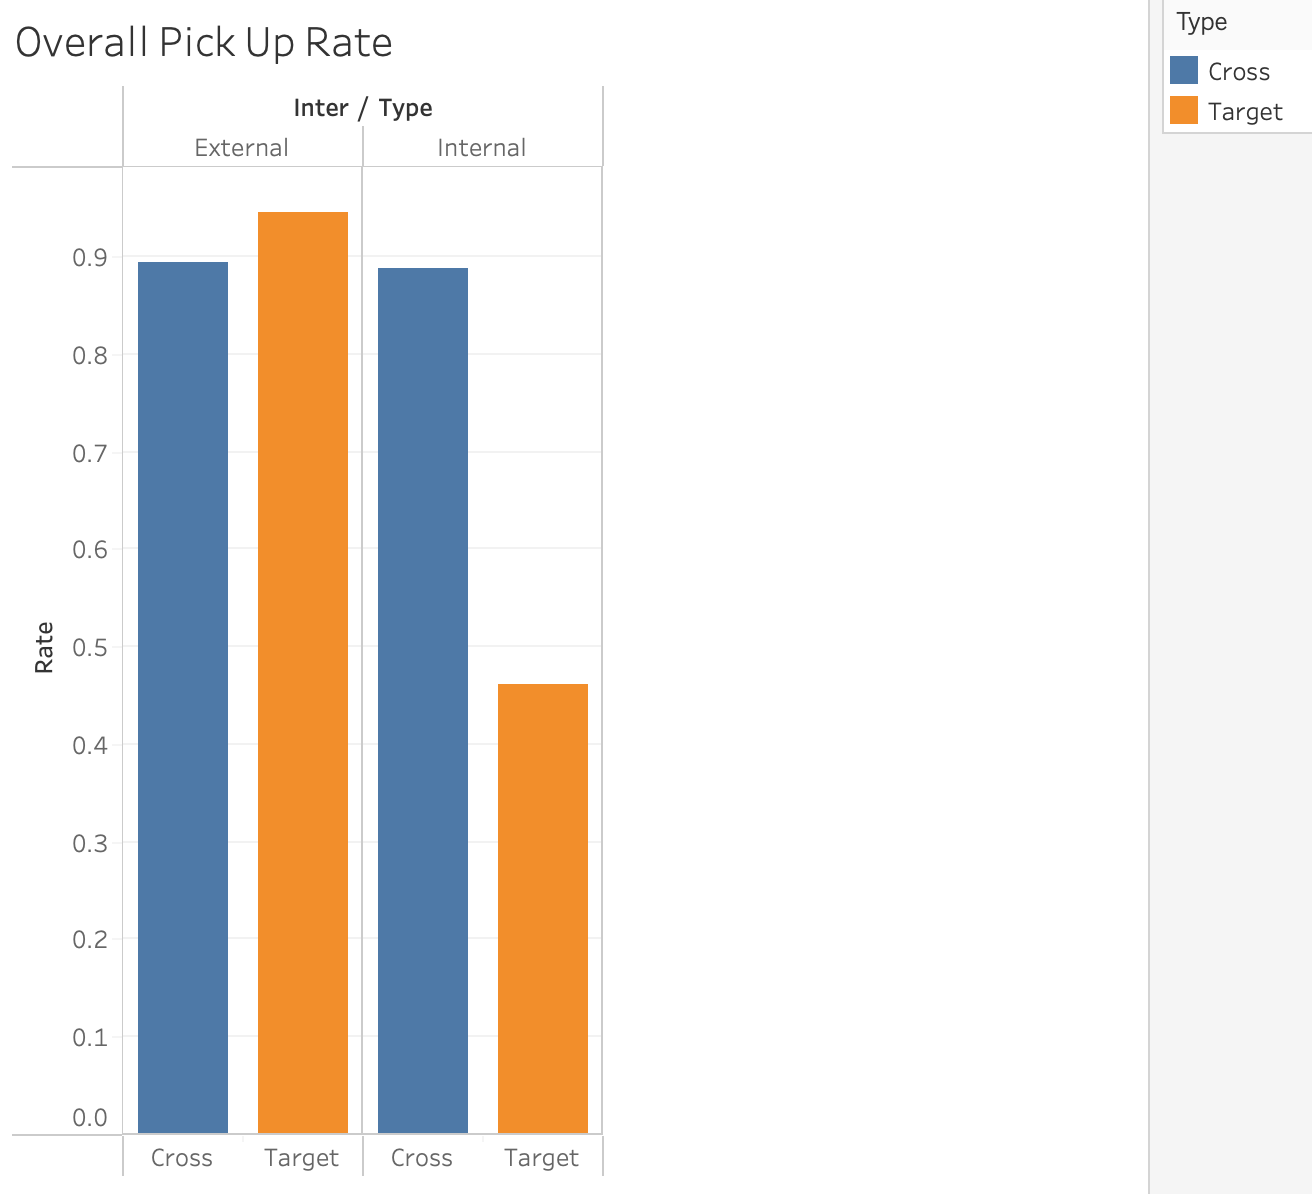 Overall Pick Up Rate
Type
Cross
Target
Inter / Type
External Internal
0.9
0.8
0.7
0.6
0.5
0.4
0.3
0.2
0.1
0.0
Rate
Cross Target Cross Target